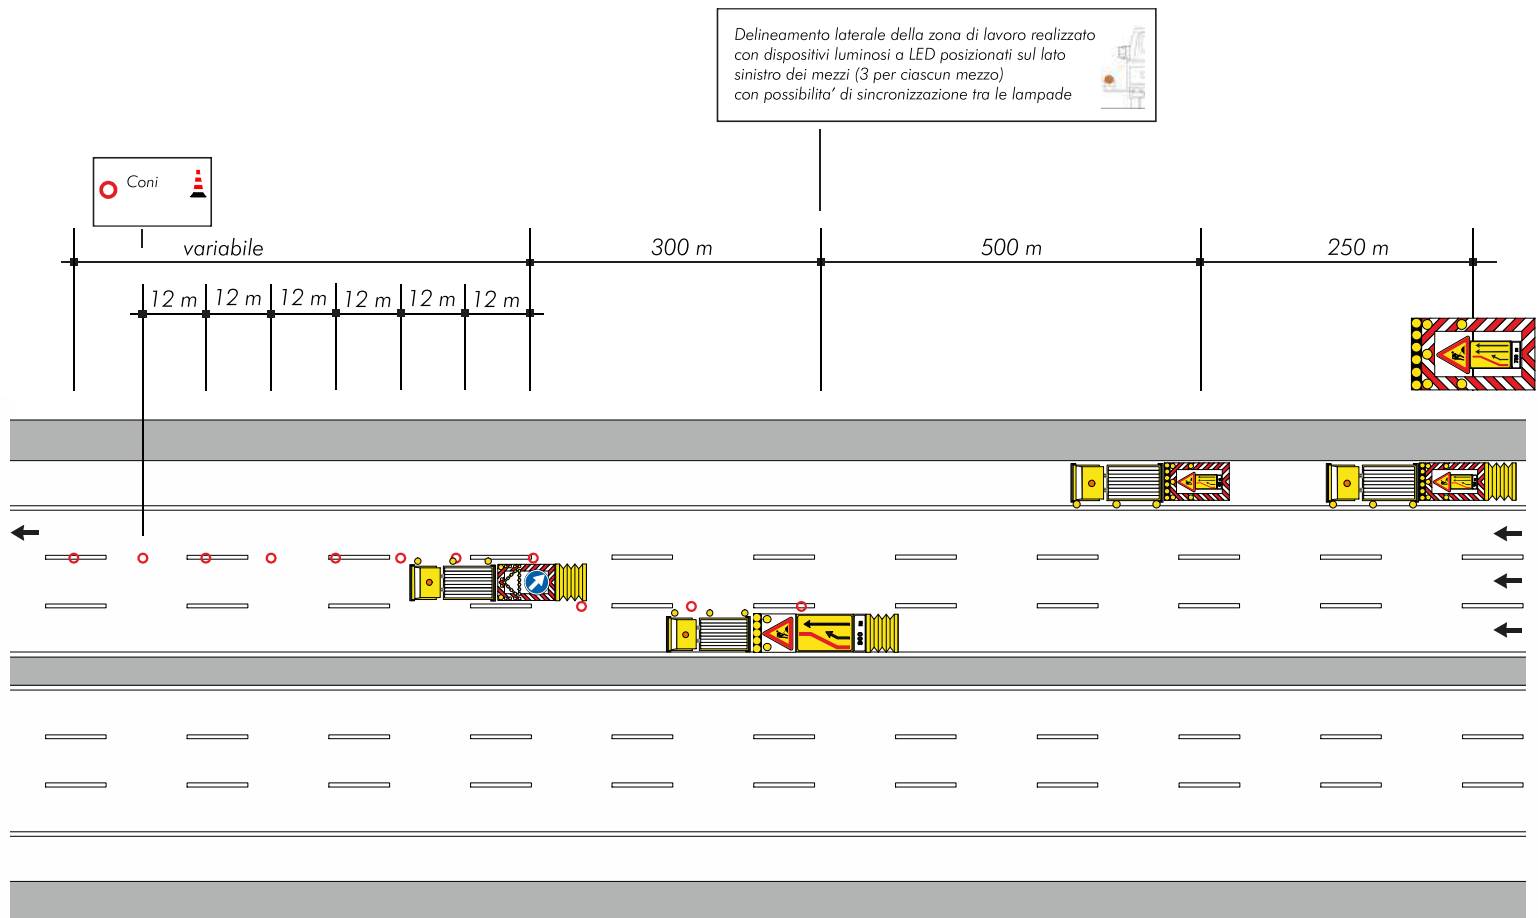 Delineamento laterale della zona di lavoro realizzato
con dispositivi luminosi a LED posizionati sul lato
sinistro dei mezzi (3 per ciascun mezzo)
con possibilita' di sincronizzazione tra le lampade
Coni
variabile
300 m
500 m
250 m
12 m
12 m
12 m
12 m
12 m
12 m